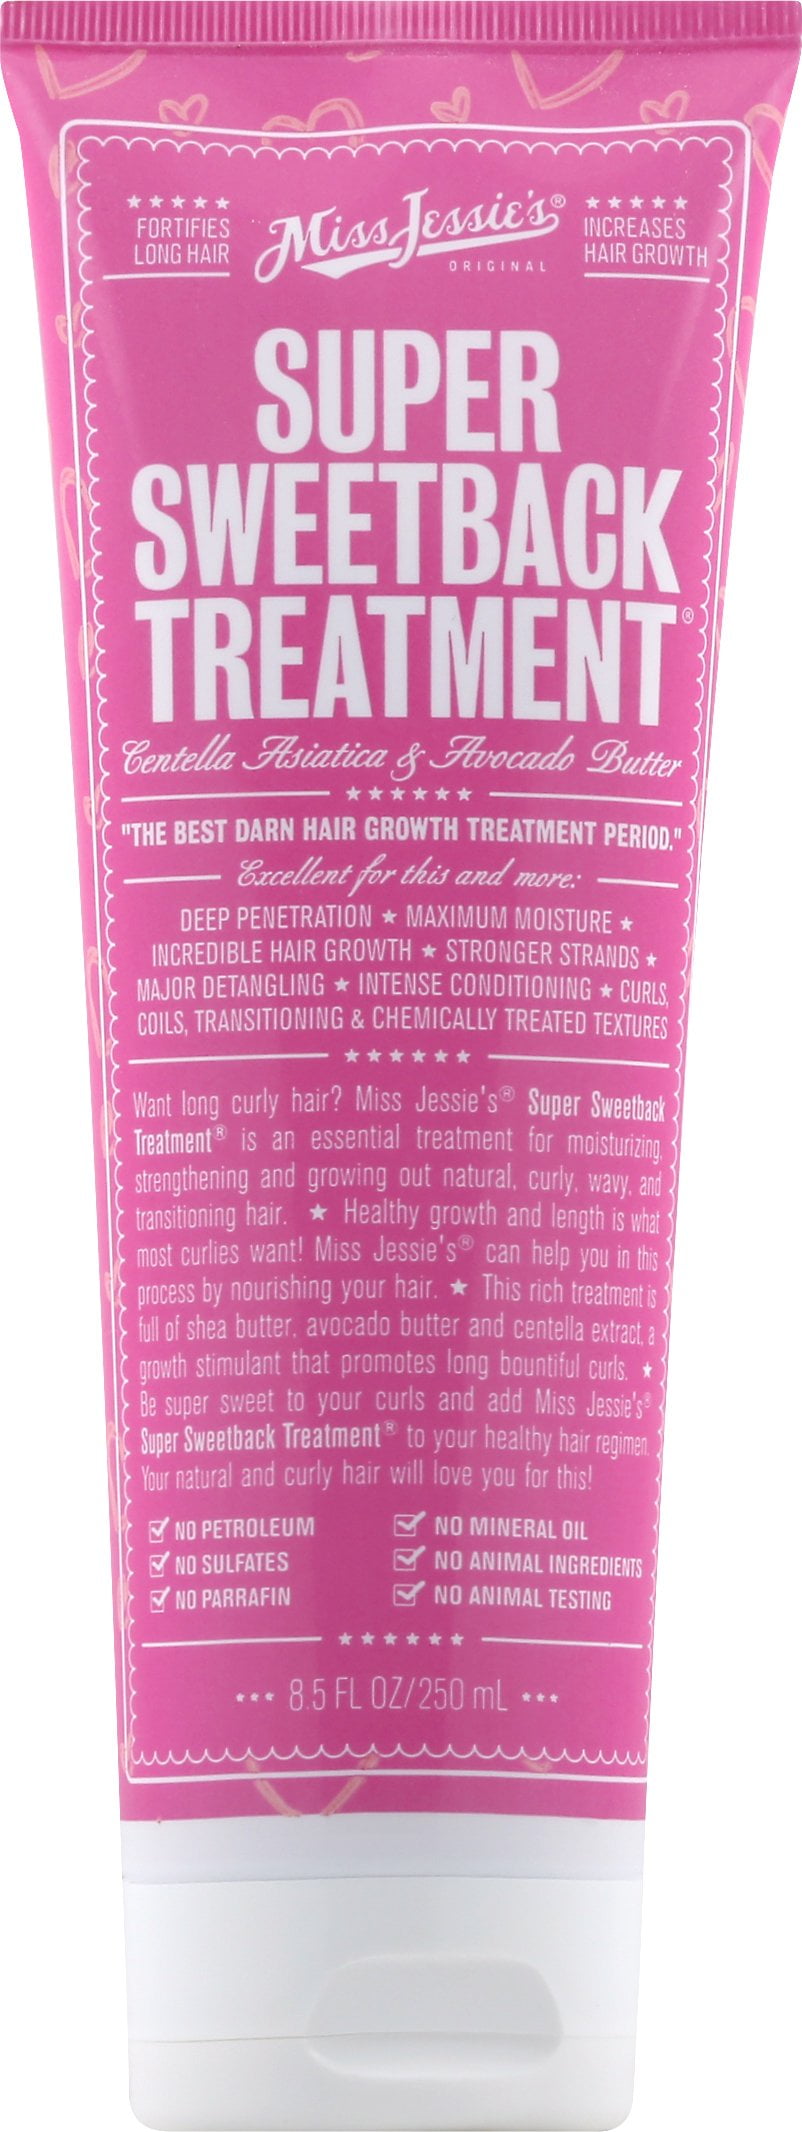 ★★★★★
FORTIFIES
LONG HAIR
Miss Jessie's®
ORIGINAL
★★★★★
INCREASES
HAIR GROWTH
SUPER
SWEETBACK
TREATMENT®
Centella Asiatica & Avocado Butter
★★★★★★
"THE BEST DARN HAIR GROWTH TREATMENT PERIOD."
Excellent for this and more:
DEEP PENETRATION ★ MAXIMUM MOISTURE ★
INCREDIBLE HAIR GROWTH ★ STRONGER STRANDS ★
MAJOR DETANGLING ★ INTENSE CONDITIONING ★ CURLS,
COILS, TRANSITIONING & CHEMICALLY TREATED TEXTURES
★★★★★★
Want long curly hair? Miss Jessie's® Super Sweetback
Treatment® is an essential treatment for moisturizing,
strengthening and growing out natural, curly, wavy, and
transitioning hair. ★ Healthy growth and length is what
most curlies want! Miss Jessie's® can help you in this
process by nourishing your hair. ★ This rich treatment is
full of shea butter, avocado butter and centella extract, a
growth stimulant that promotes long bountiful curls. ★
Be super sweet to your curls and add Miss Jessie's®
Super Sweetback Treatment® to your healthy hair regimen.
Your natural and curly hair will love you for this!
☑ NO PETROLEUM ☑ NO MINERAL OIL
☑ NO SULFATES ☑ NO ANIMAL INGREDIENTS
☑ NO PARRAFIN ☑ NO ANIMAL TESTING
★★★★★★
★★★ 8.5 FL OZ/250 mL ★★★